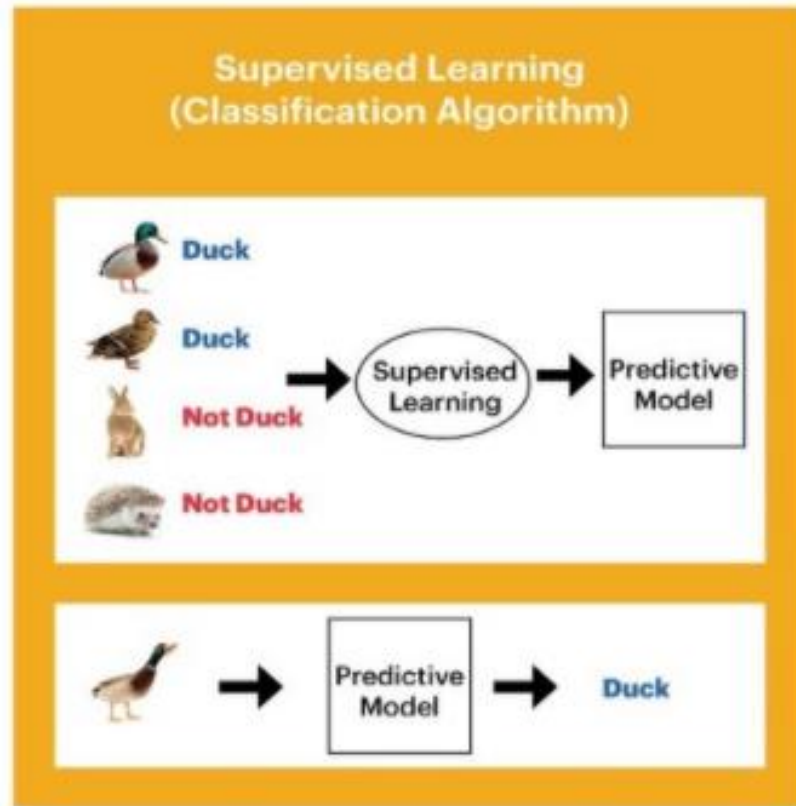 Supervised Learning
(Classification Algorithm)
Duck
Duck
Not Duck
Not Duck
Supervised
Learning
Predictive
Model
Predictive
Model
Duck